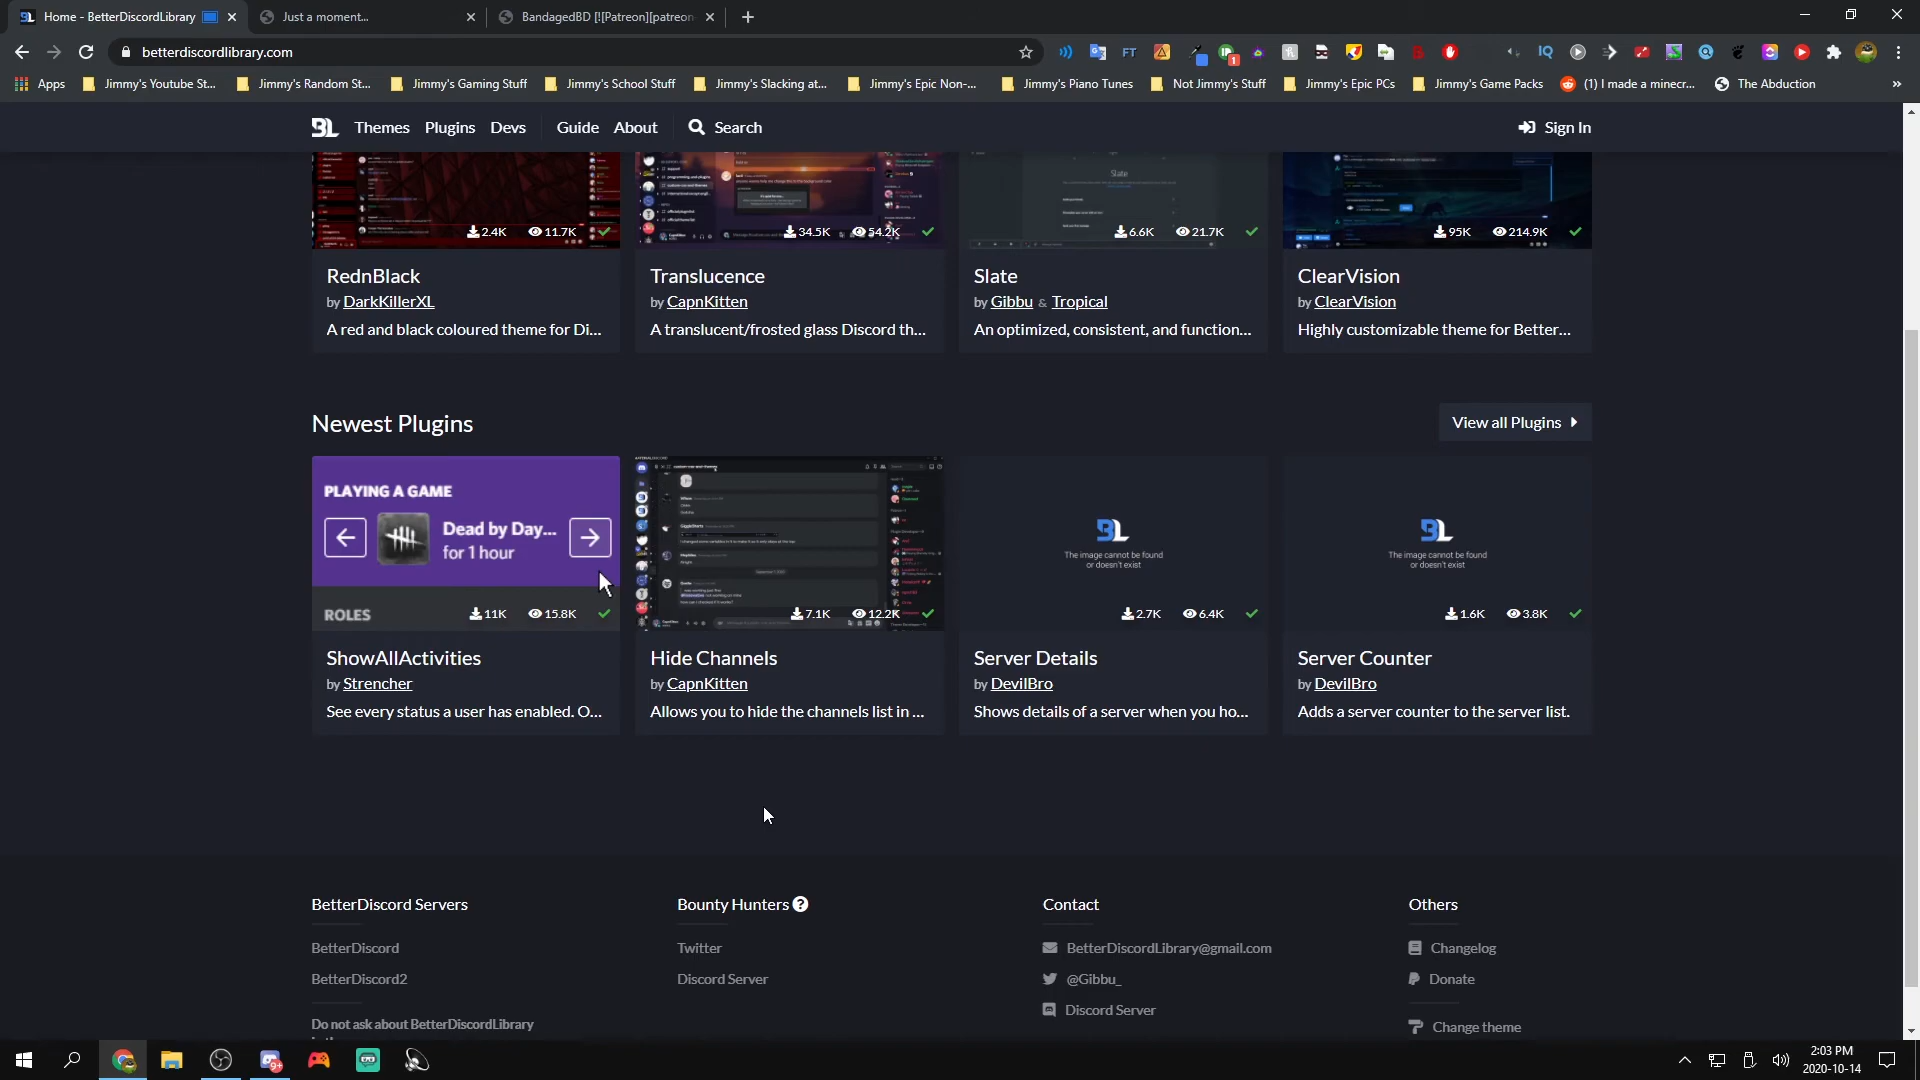 Home - BetterDiscordLibrary
Just a moment...
BandagedBD [![Patreon][patreon
betterdiscordlibrary.com
Apps
Jimmy's Youtube St...
Jimmy's Random St...
Jimmy's Gaming Stuff
Jimmy's School Stuff
Jimmy's Slacking at...
Jimmy's Epic Non-...
Jimmy's Piano Tunes
Not Jimmy's Stuff
Jimmy's Epic PCs
Jimmy's Game Packs
(1) I made a minecr...
The Abduction
Themes Plugins Devs Guide About Search Sign In
2.4K 11.7K
34.5K 54.2K
Slate
6.6K 21.7K
95K 214.9K
RednBlack
by DarkKillerXL
A red and black coloured theme for Di...
Translucence
by CapnKitten
A translucent/frosted glass Discord th...
Slate
by Gibbu & Tropical
An optimized, consistent, and function...
ClearVision
by ClearVision
Highly customizable theme for Better...
Newest Plugins
View all Plugins
PLAYING A GAME
Dead by Day...
for 1 hour
ROLES
11K 15.8K
7.1K 12.2K
The image cannot be found
or doesn't exist
2.7K 6.4K
The image cannot be found
or doesn't exist
1.6K 3.8K
ShowAllActivities
by Strencher
See every status a user has enabled. O...
Hide Channels
by CapnKitten
Allows you to hide the channels list in ...
Server Details
by DevilBro
Shows details of a server when you ho...
Server Counter
by DevilBro
Adds a server counter to the server list.
BetterDiscord Servers
BetterDiscord
BetterDiscord2
Do not ask about BetterDiscordLibrary
Bounty Hunters
Twitter
Discord Server
Contact
BetterDiscordLibrary@gmail.com
@Gibbu_
Discord Server
Others
Changelog
Donate
Change theme
2:03 PM
2020-10-14